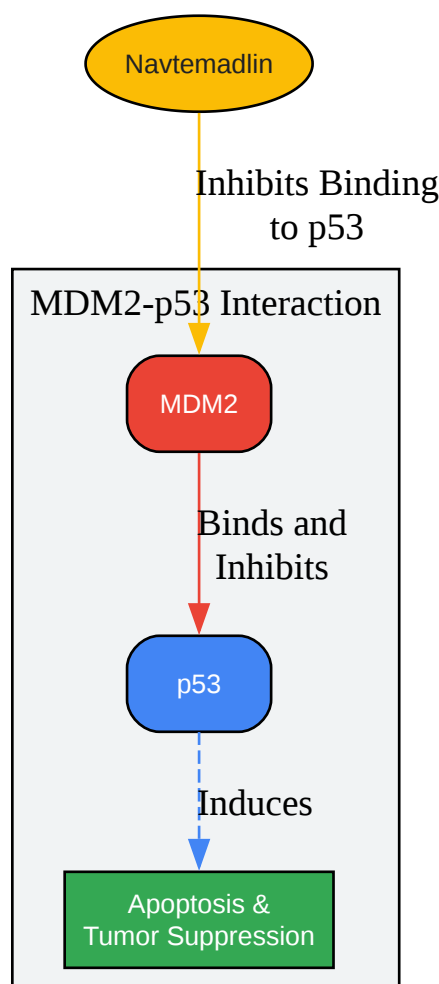 Navtemadlin
Inhibits Binding
to p53
MDM2-p53 Interaction
MDM2
Binds and
Inhibits
p53
Induces
Apoptosis &
Tumor Suppression